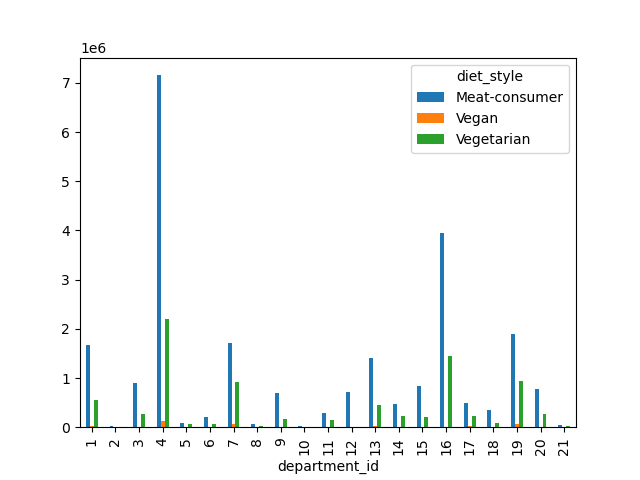 1e6
7
6
5
4
3
2
1
0
diet_style
Meat-consumer
Vegan
Vegetarian
1 2 3 4 5 6 7 8 9 10 11 12 13 14 15 16 17 18 19 20 21
department_id